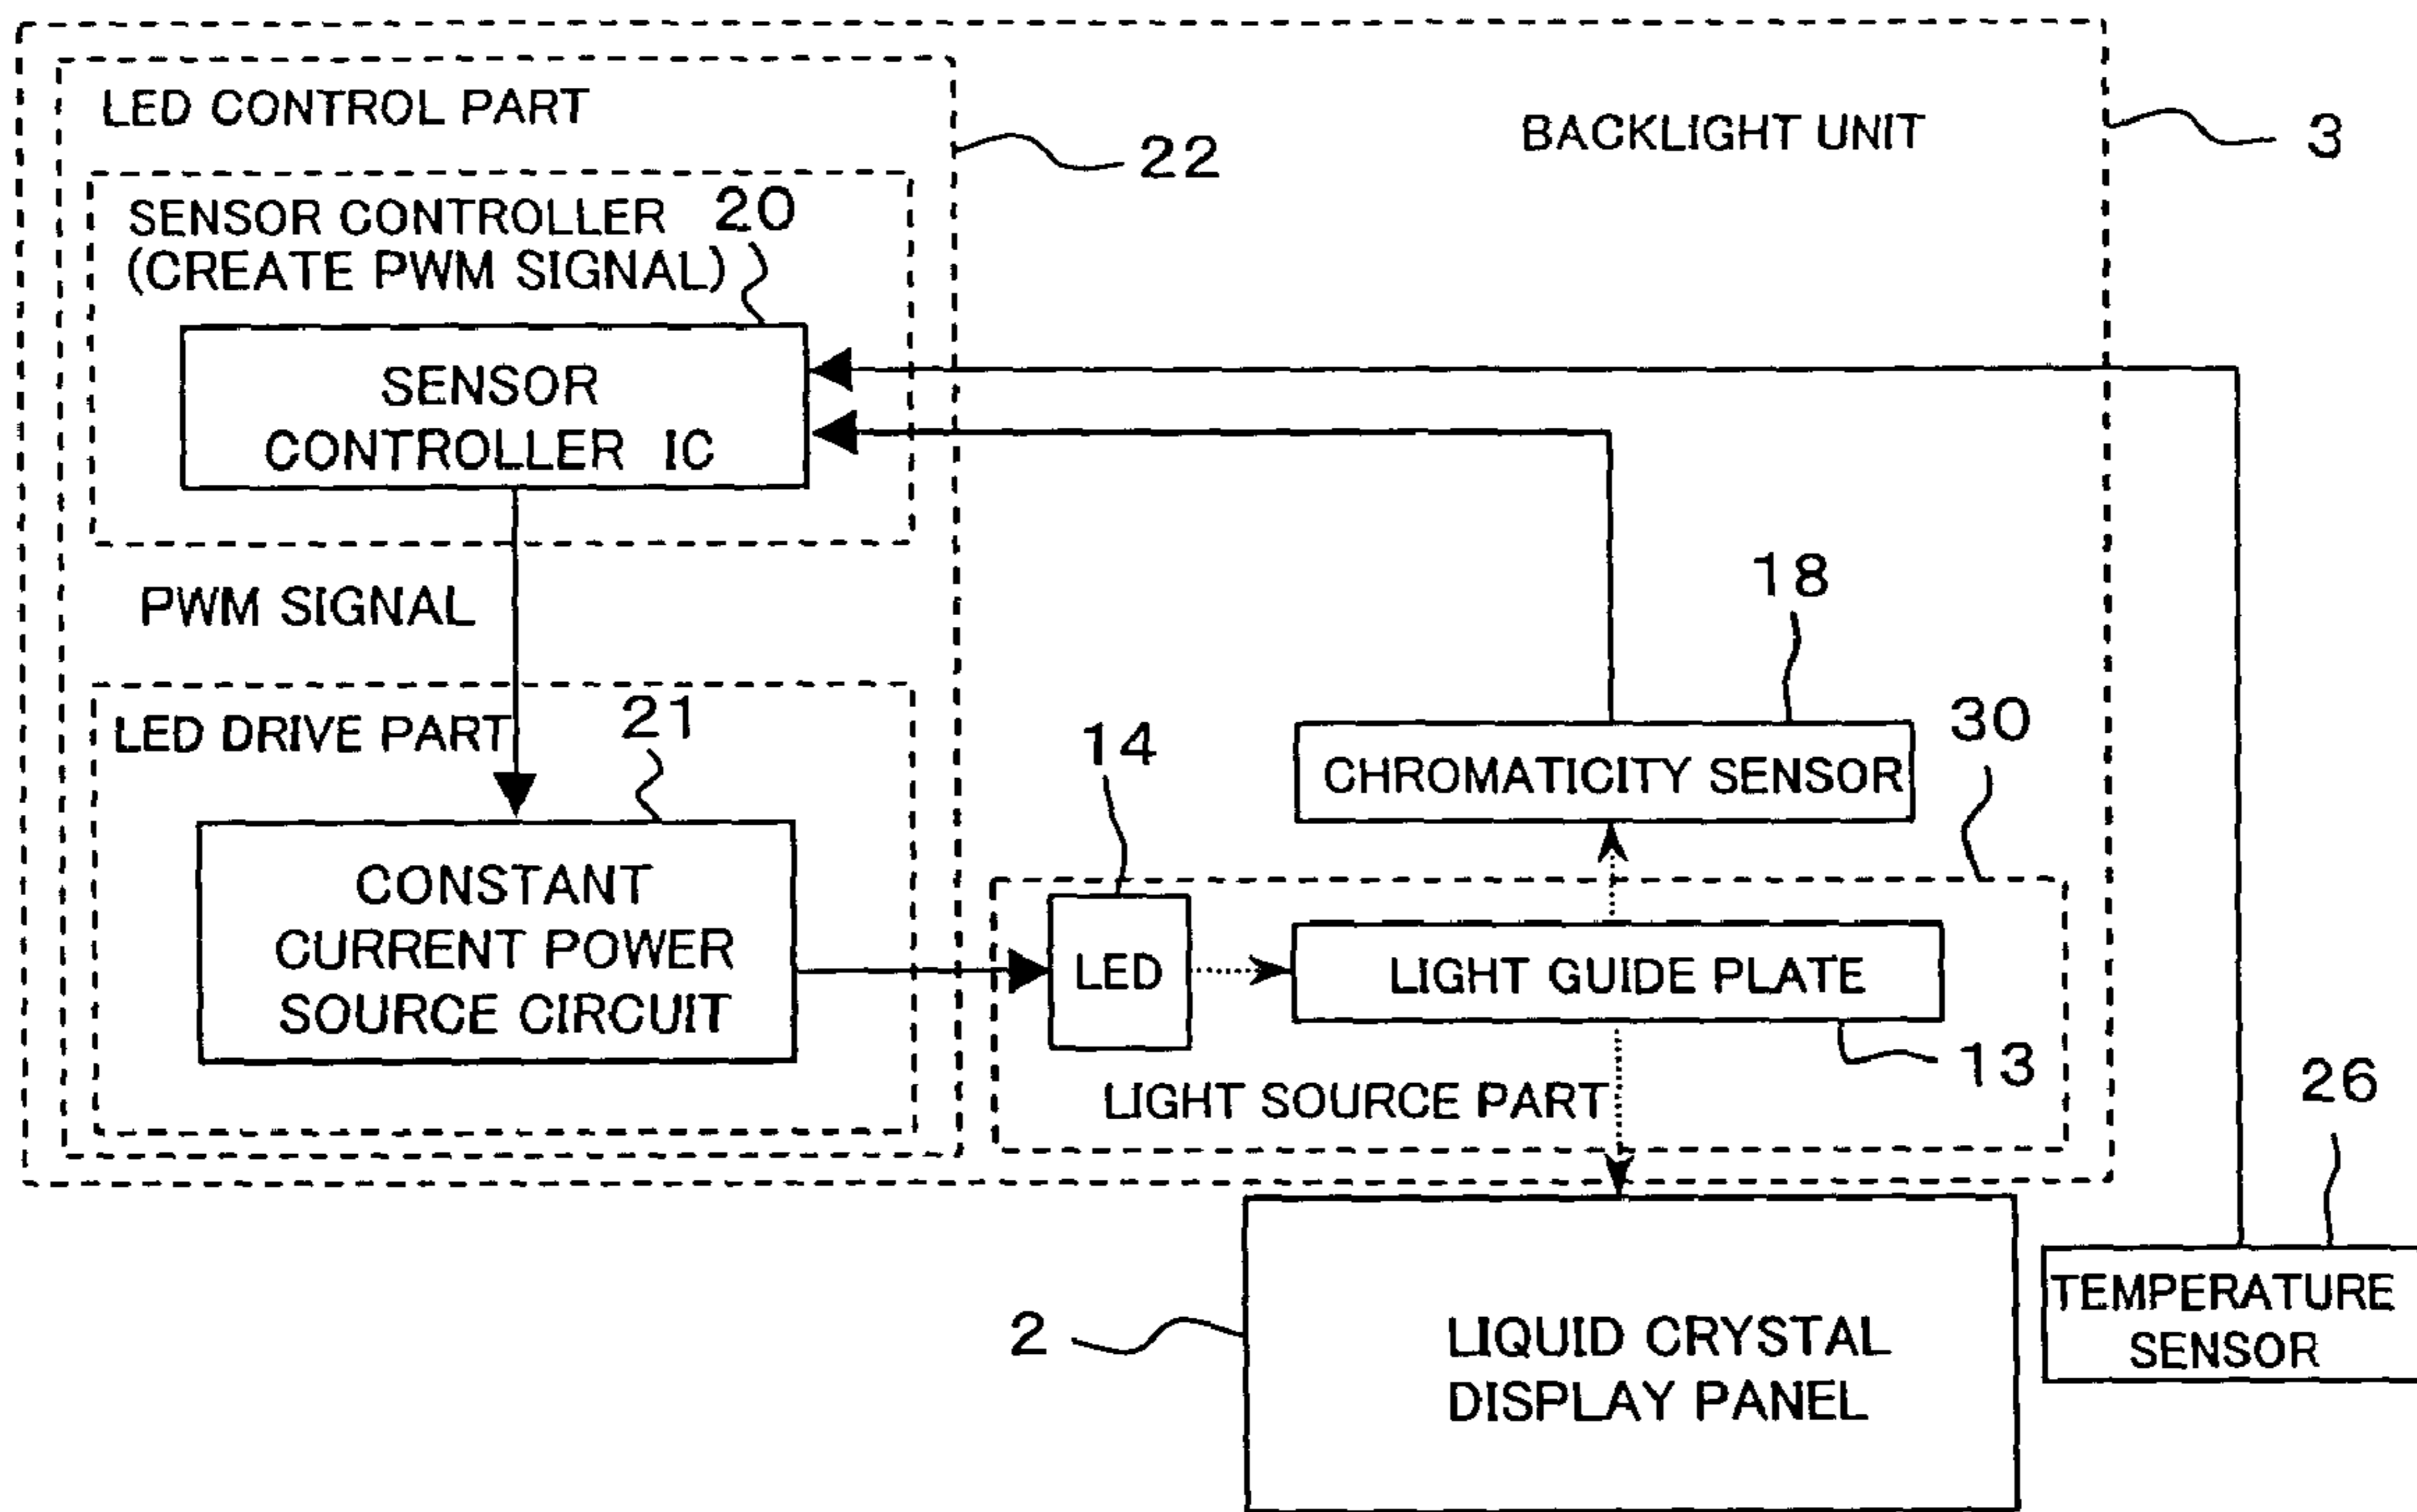 LED CONTROL PART
BACKLIGHT UNIT
3
22
SENSOR CONTROLLER
20
(CREATE PWM SIGNAL)
SENSOR
CONTROLLER IC
PWM SIGNAL
18
LED DRIVE PART
21
14
30
CHROMATICITY SENSOR
CONSTANT
CURRENT POWER
SOURCE CIRCUIT
LED
LIGHT GUIDE PLATE
13
LIGHT SOURCE PART
26
TEMPERATURE
SENSOR
2
LIQUID CRYSTAL
DISPLAY PANEL